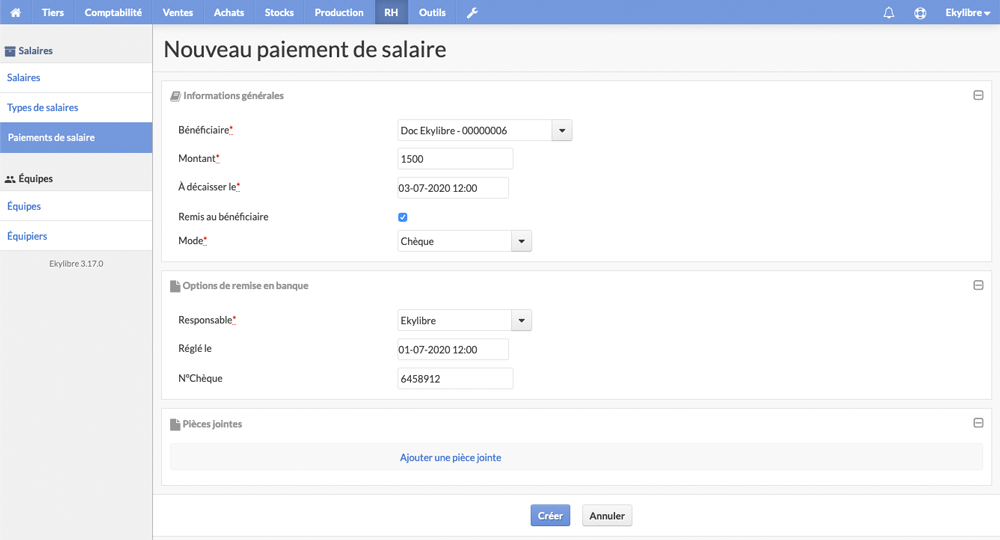 Tiers Comptabilité Ventes Achats Stocks Production RH Outils Ekylibre
Salaires
Salaires
Types de salaires
Paiements de salaire
Équipes
Équipes
Équipiers
Ekylibre 3.17.0
Nouveau paiement de salaire
Informations générales
Bénéficiaire* Doc Ekylibre - 00000006
Montant* 1500
À décaisser le* 03-07-2020 12:00
Remis au bénéficiaire
Mode* Chèque
Options de remise en banque
Responsable* Ekylibre
Réglé le 01-07-2020 12:00
N°Chèque 6458912
Pièces jointes
Ajouter une pièce jointe
Créer Annuler